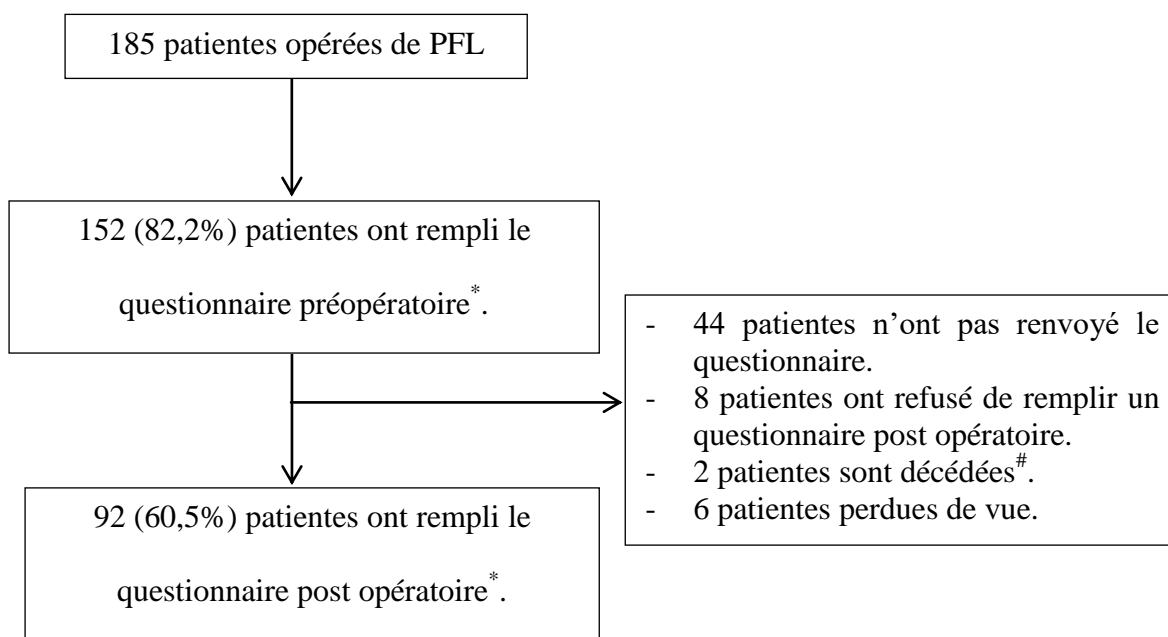 185 patientes opérées de PFL
152 (82,2%) patientes ont rempli le
questionnaire préopératoire*.
- 44 patientes n’ont pas renvoyé le
questionnaire.
- 8 patientes ont refusé de remplir un
questionnaire post opératoire.
- 2 patientes sont décédées#.
- 6 patientes perdues de vue.
92 (60,5%) patientes ont rempli le
questionnaire post opératoire*.